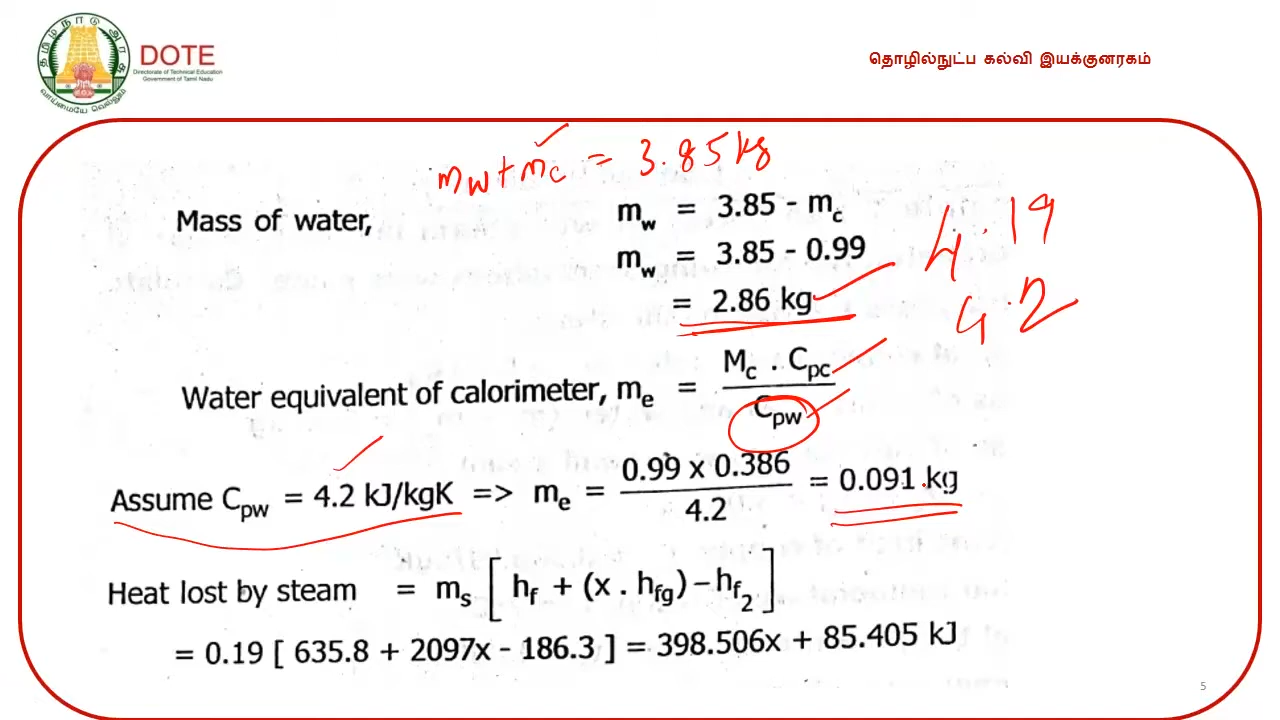 தமிழ்நாடு அரசு
வாய்மையே வெல்லும்
DOTE
Directorate of Technical Education
Government of Tamil Nadu
தொழில்நுட்ப கல்வி இயக்குனரகம்
mw + mc = 3.85 kg
Mass of water, mw = 3.85 - mc
mw = 3.85 - 0.99
= 2.86 kg
4.19
4.2
Water equivalent of calorimeter, me = Mc . Cpc / Cpw
Assume Cpw = 4.2 kJ/kgK => me = 0.99 x 0.386 / 4.2 = 0.091 kg
Heat lost by steam = ms [ hf + (x . hfg) – hf2 ]
= 0.19 [ 635.8 + 2097x - 186.3 ] = 398.506x + 85.405 kJ
5